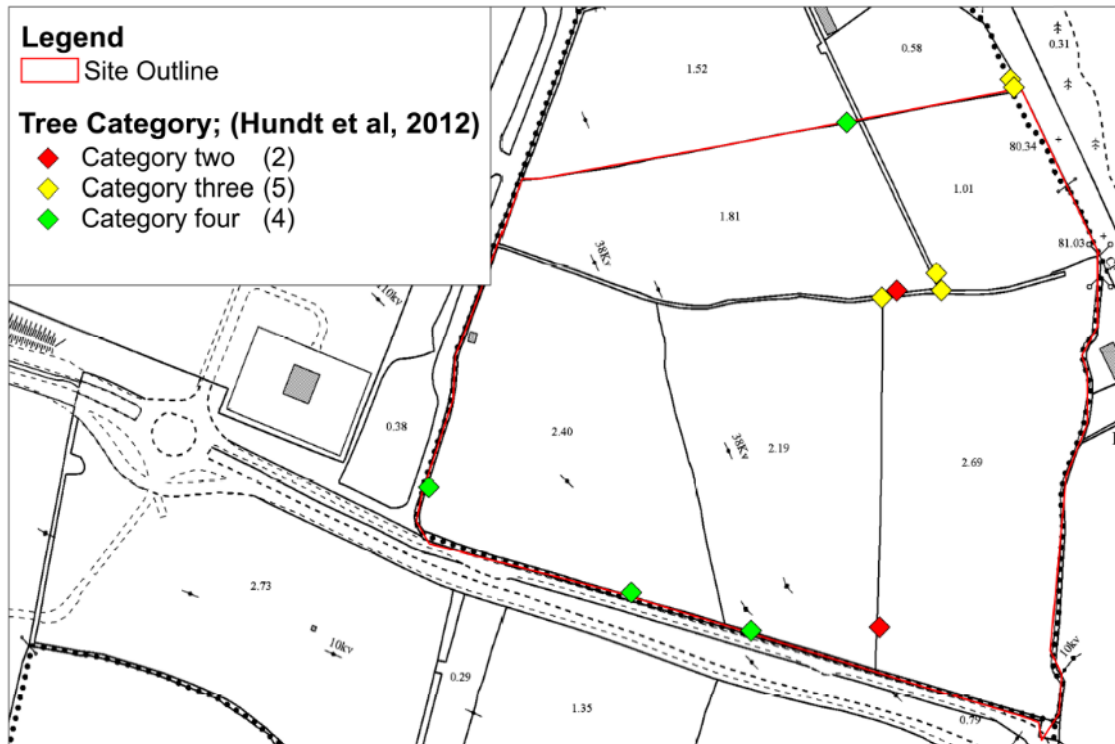 Legend
Site Outline
Tree Category; (Hundt et al, 2012)
Category two (2)
Category three (5)
Category four (4)
0.58
0.31
1.52
80.34
1.01
1.81
81.03
38Kv
10kv
2.40
38Kv
2.19
2.69
0.38
2.73
10kv
10kv
0.29
1.35
0.79